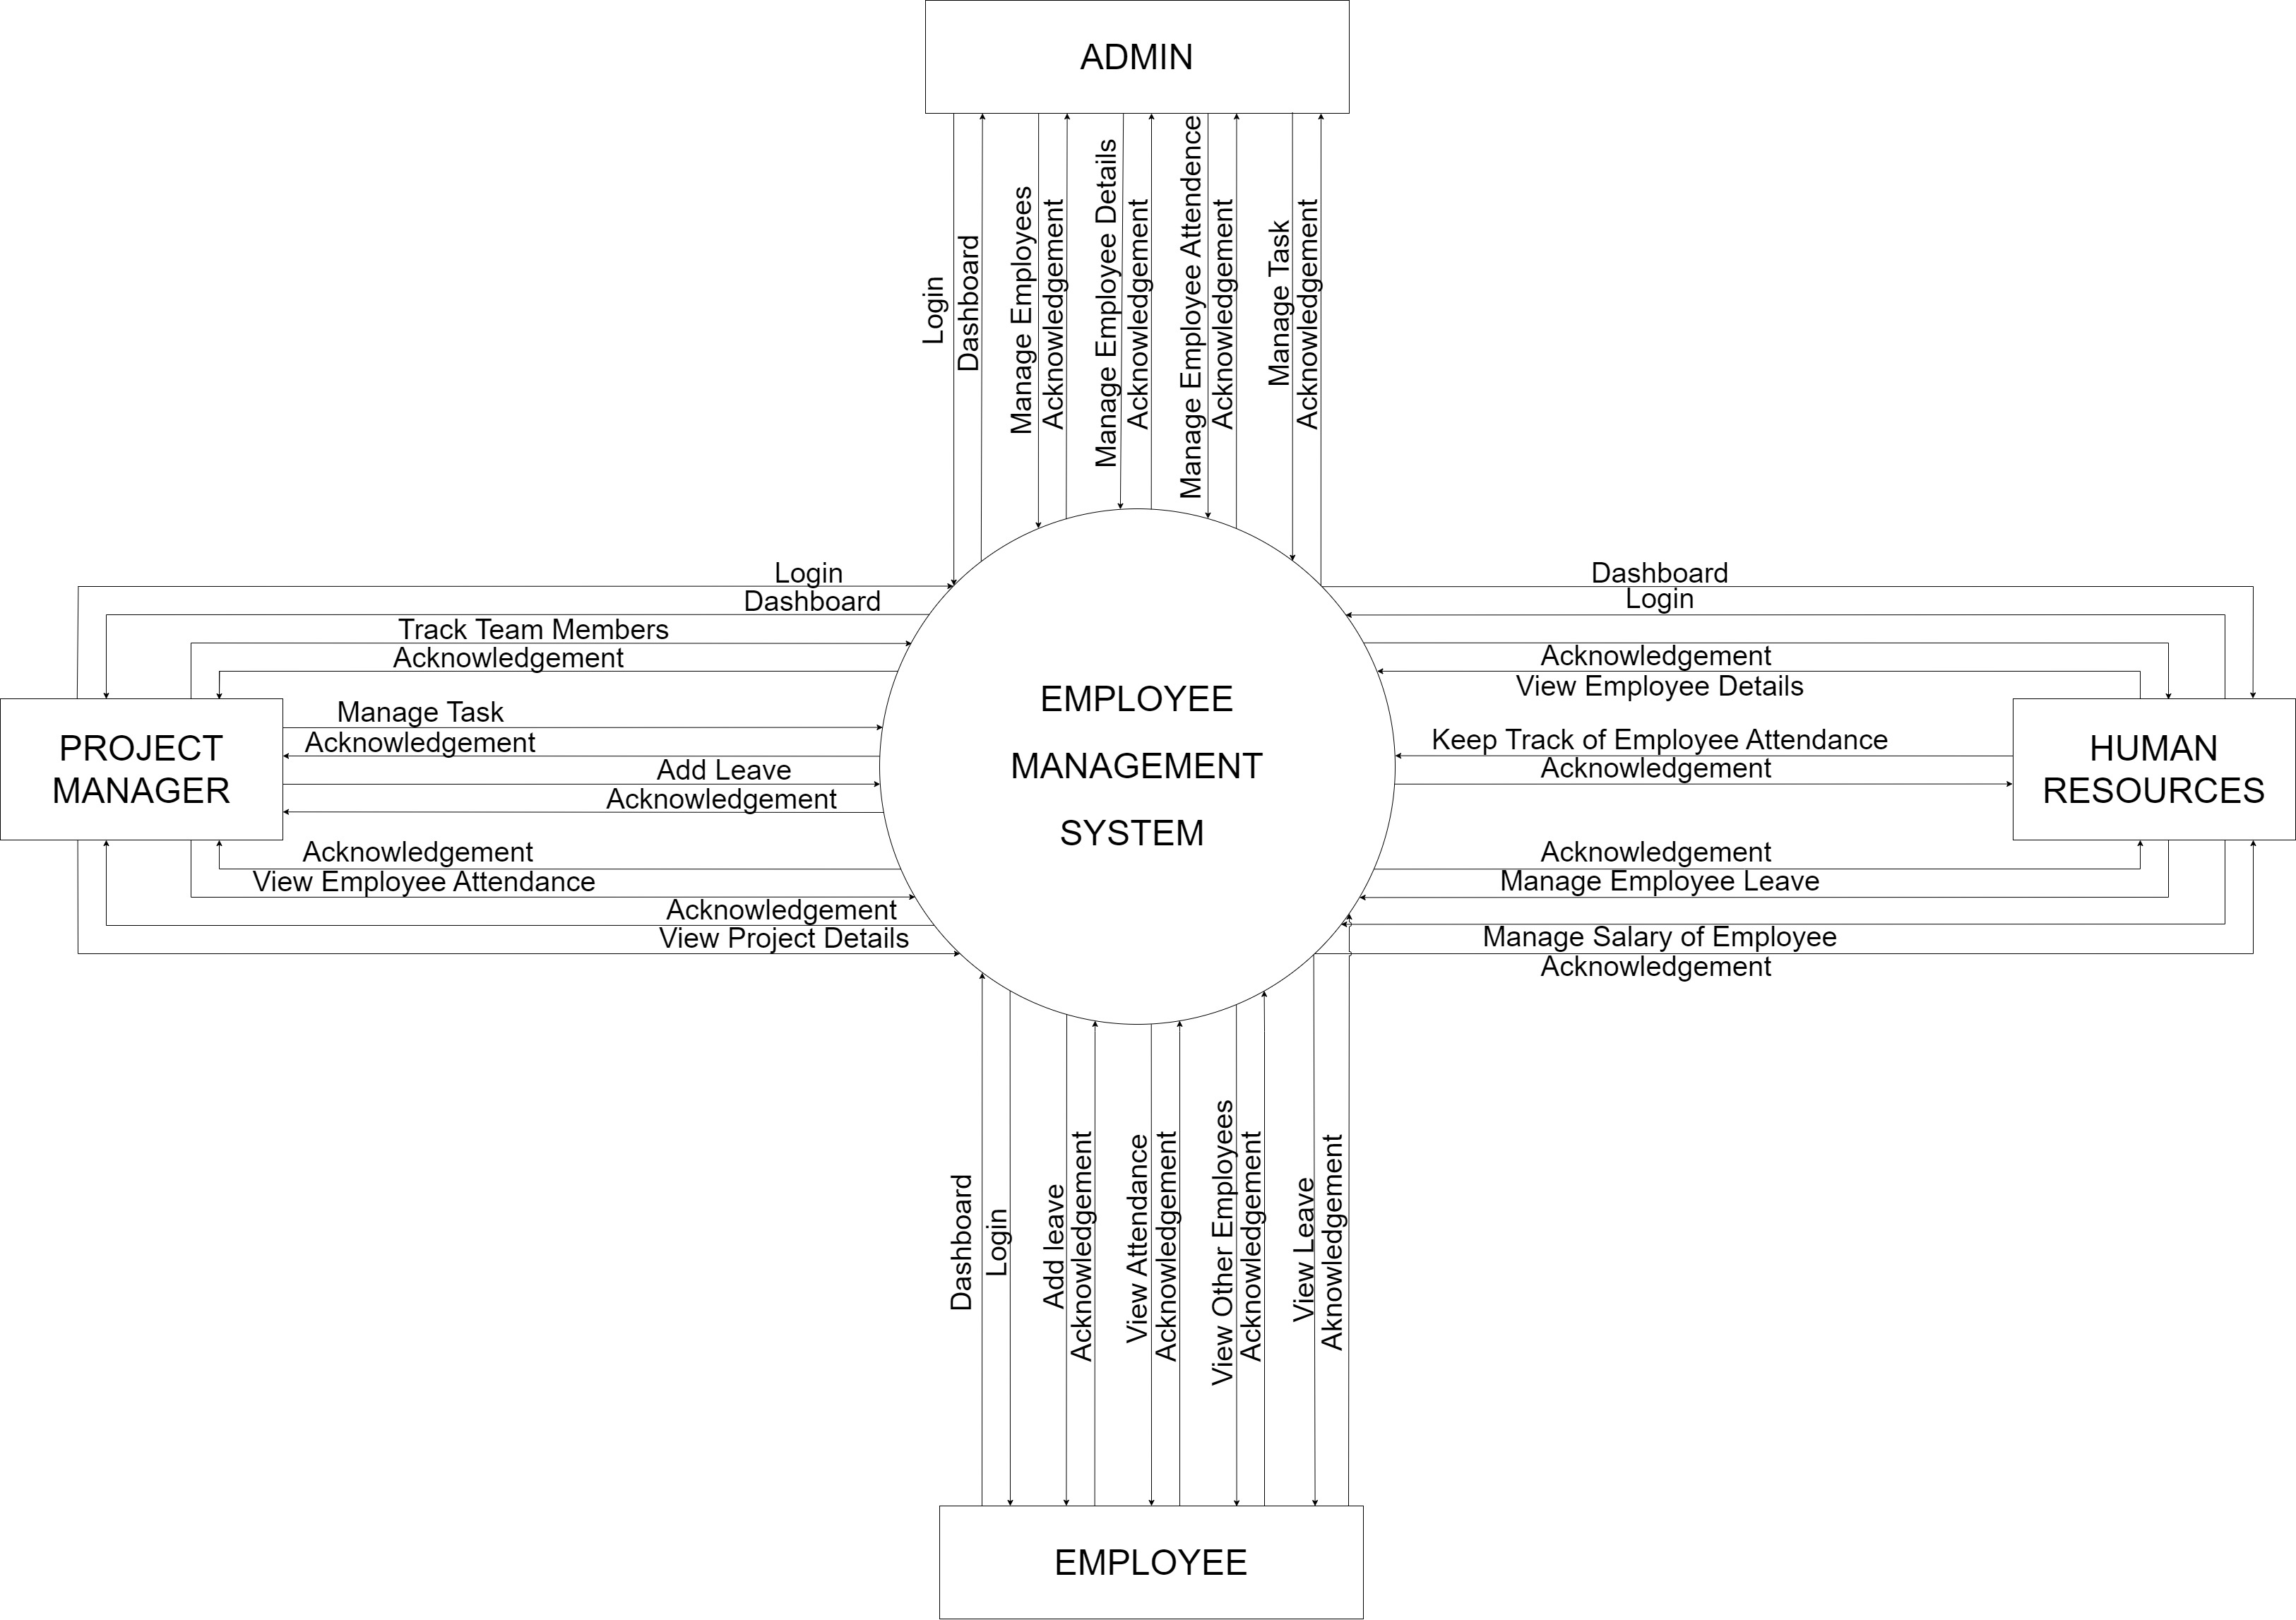 ADMIN
Login
Dashboard
Manage Employees
Acknowledgement
Manage Employee Details
Acknowledgement
Manage Employee Attendence
Acknowledgement
Manage Task
Acknowledgement
Login
Dashboard
Track Team Members
Acknowledgement
Manage Task
Acknowledgement
Add Leave
Acknowledgement
Acknowledgement
View Employee Attendance
Acknowledgement
View Project Details
PROJECT
MANAGER
EMPLOYEE
MANAGEMENT
SYSTEM
Dashboard
Login
Acknowledgement
View Employee Details
Keep Track of Employee Attendance
Acknowledgement
Acknowledgement
Manage Employee Leave
Manage Salary of Employee
Acknowledgement
HUMAN
RESOURCES
Dashboard
Login
Add leave
Acknowledgement
View Attendance
Acknowledgement
View Other Employees
Acknowledgement
View Leave
Aknowledgement
EMPLOYEE